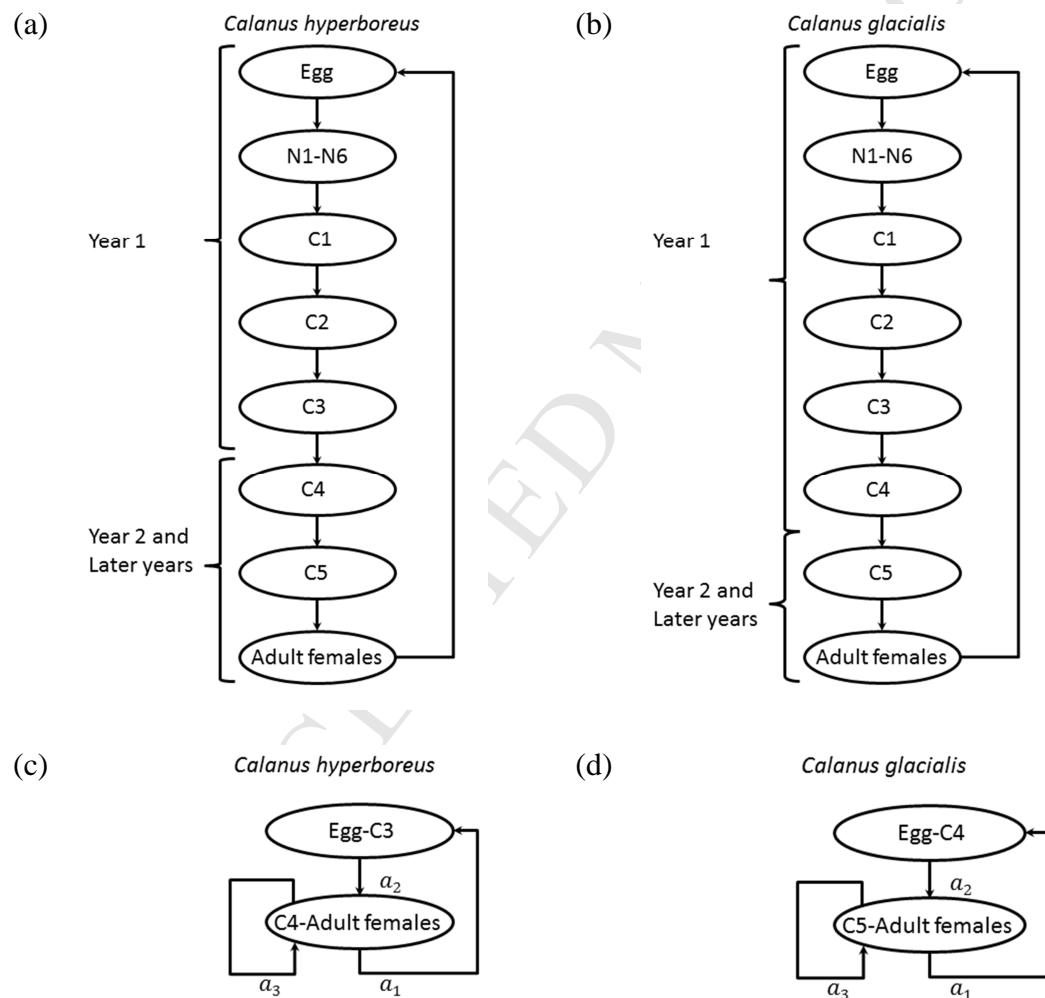 (a)
Calanus hyperboreus
Egg
N1-N6
C1
Year 1
C2
C3
C4
Year 2 and
Later years
C5
Adult females
(b)
Calanus glacialis
Egg
N1-N6
C1
Year 1
C2
C3
C4
C5
Year 2 and
Later years
Adult females
(c)
Calanus hyperboreus
Egg-C3
a2
C4-Adult females
a3
a1
(d)
Calanus glacialis
Egg-C4
a2
C5-Adult females
a3
a1